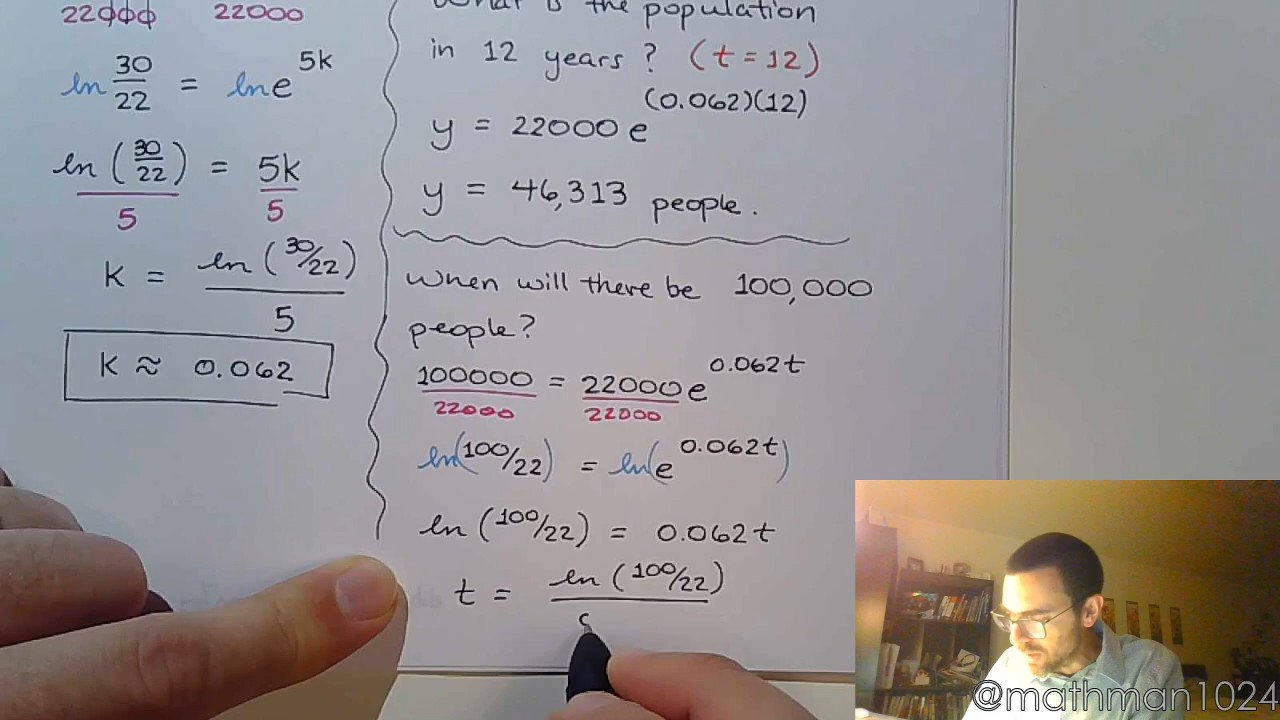 22000 22000
ln 30/22 = ln e^5k
ln (30/22) = 5k
5 5
k = ln (30/22)
5
k ≈ 0.062
What is the population
in 12 years? (t = 12)
y = 22000 e^(0.062)(12)
y = 46,313 people.
When will there be 100,000
people?
100000 = 22000 e^0.062t
22000 22000
ln(100/22) = ln(e^0.062t)
ln (100/22) = 0.062t
t = ln (100/22)
@mathman1024